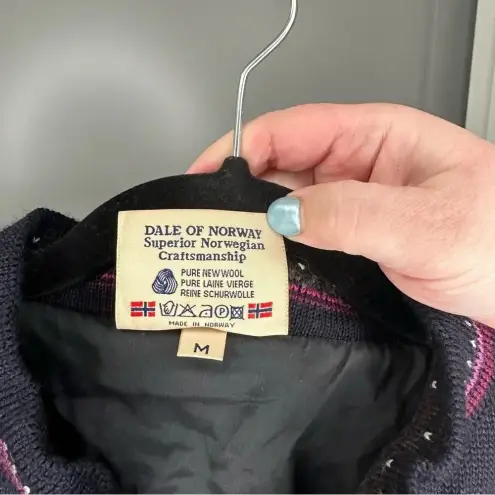 DALE OF NORWAY
Superior Norwegian
Craftsmanship
PURE NEW WOOL
PURE LAINE VIERGE
REINE SCHURWOLLE
P
MADE IN NORWAY
M